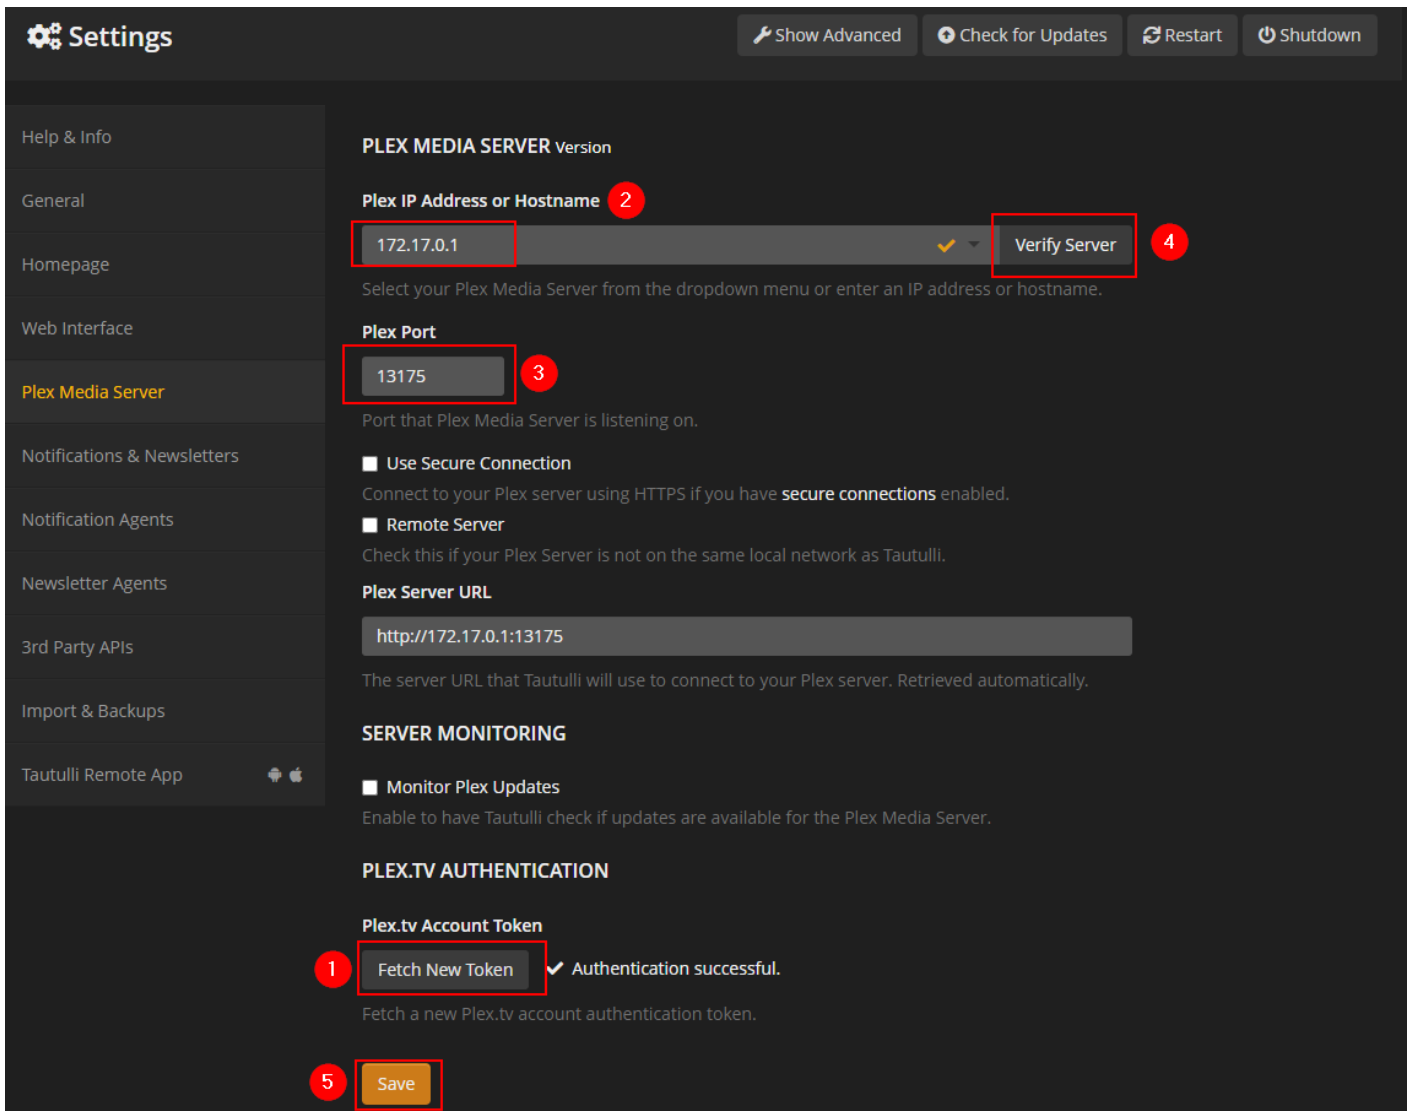 Settings
Show Advanced
Check for Updates
Restart
Shutdown
Help & Info
General
Homepage
Web Interface
Plex Media Server
Notifications & Newsletters
Notification Agents
Newsletter Agents
3rd Party APIs
Import & Backups
Tautulli Remote App
PLEX MEDIA SERVER Version
Plex IP Address or Hostname 2
172.17.0.1
Verify Server 4
Select your Plex Media Server from the dropdown menu or enter an IP address or hostname.
Plex Port
13175 3
Port that Plex Media Server is listening on.
Use Secure Connection
Connect to your Plex server using HTTPS if you have secure connections enabled.
Remote Server
Check this if your Plex Server is not on the same local network as Tautulli.
Plex Server URL
http://172.17.0.1:13175
The server URL that Tautulli will use to connect to your Plex server. Retrieved automatically.
SERVER MONITORING
Monitor Plex Updates
Enable to have Tautulli check if updates are available for the Plex Media Server.
PLEX.TV AUTHENTICATION
Plex.tv Account Token
1 Fetch New Token Authentication successful.
Fetch a new Plex.tv account authentication token.
5 Save